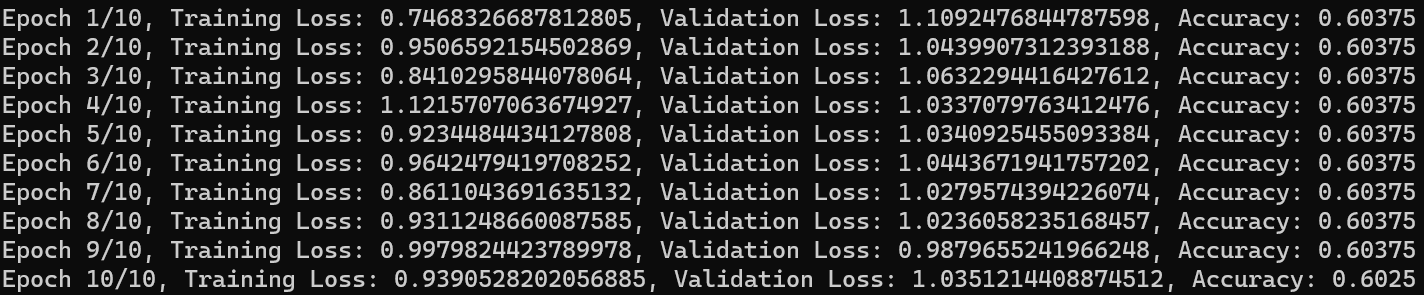 Epoch 1/10, Training Loss: 0.7468326687812805, Validation Loss: 1.1092476844787598, Accuracy: 0.60375
Epoch 2/10, Training Loss: 0.9506592154502869, Validation Loss: 1.0439907312393188, Accuracy: 0.60375
Epoch 3/10, Training Loss: 0.8410295844078064, Validation Loss: 1.0632294416427612, Accuracy: 0.60375
Epoch 4/10, Training Loss: 1.1215707063674927, Validation Loss: 1.0337079763412476, Accuracy: 0.60375
Epoch 5/10, Training Loss: 0.9234484434127808, Validation Loss: 1.0340925455093384, Accuracy: 0.60375
Epoch 6/10, Training Loss: 0.9642479419708252, Validation Loss: 1.0443671941757202, Accuracy: 0.60375
Epoch 7/10, Training Loss: 0.8611043691635132, Validation Loss: 1.0279574394226074, Accuracy: 0.60375
Epoch 8/10, Training Loss: 0.9311248660087585, Validation Loss: 1.0236058235168457, Accuracy: 0.60375
Epoch 9/10, Training Loss: 0.9979824423789978, Validation Loss: 0.9879655241966248, Accuracy: 0.60375
Epoch 10/10, Training Loss: 0.9390528202056885, Validation Loss: 1.0351214408874512, Accuracy: 0.6025